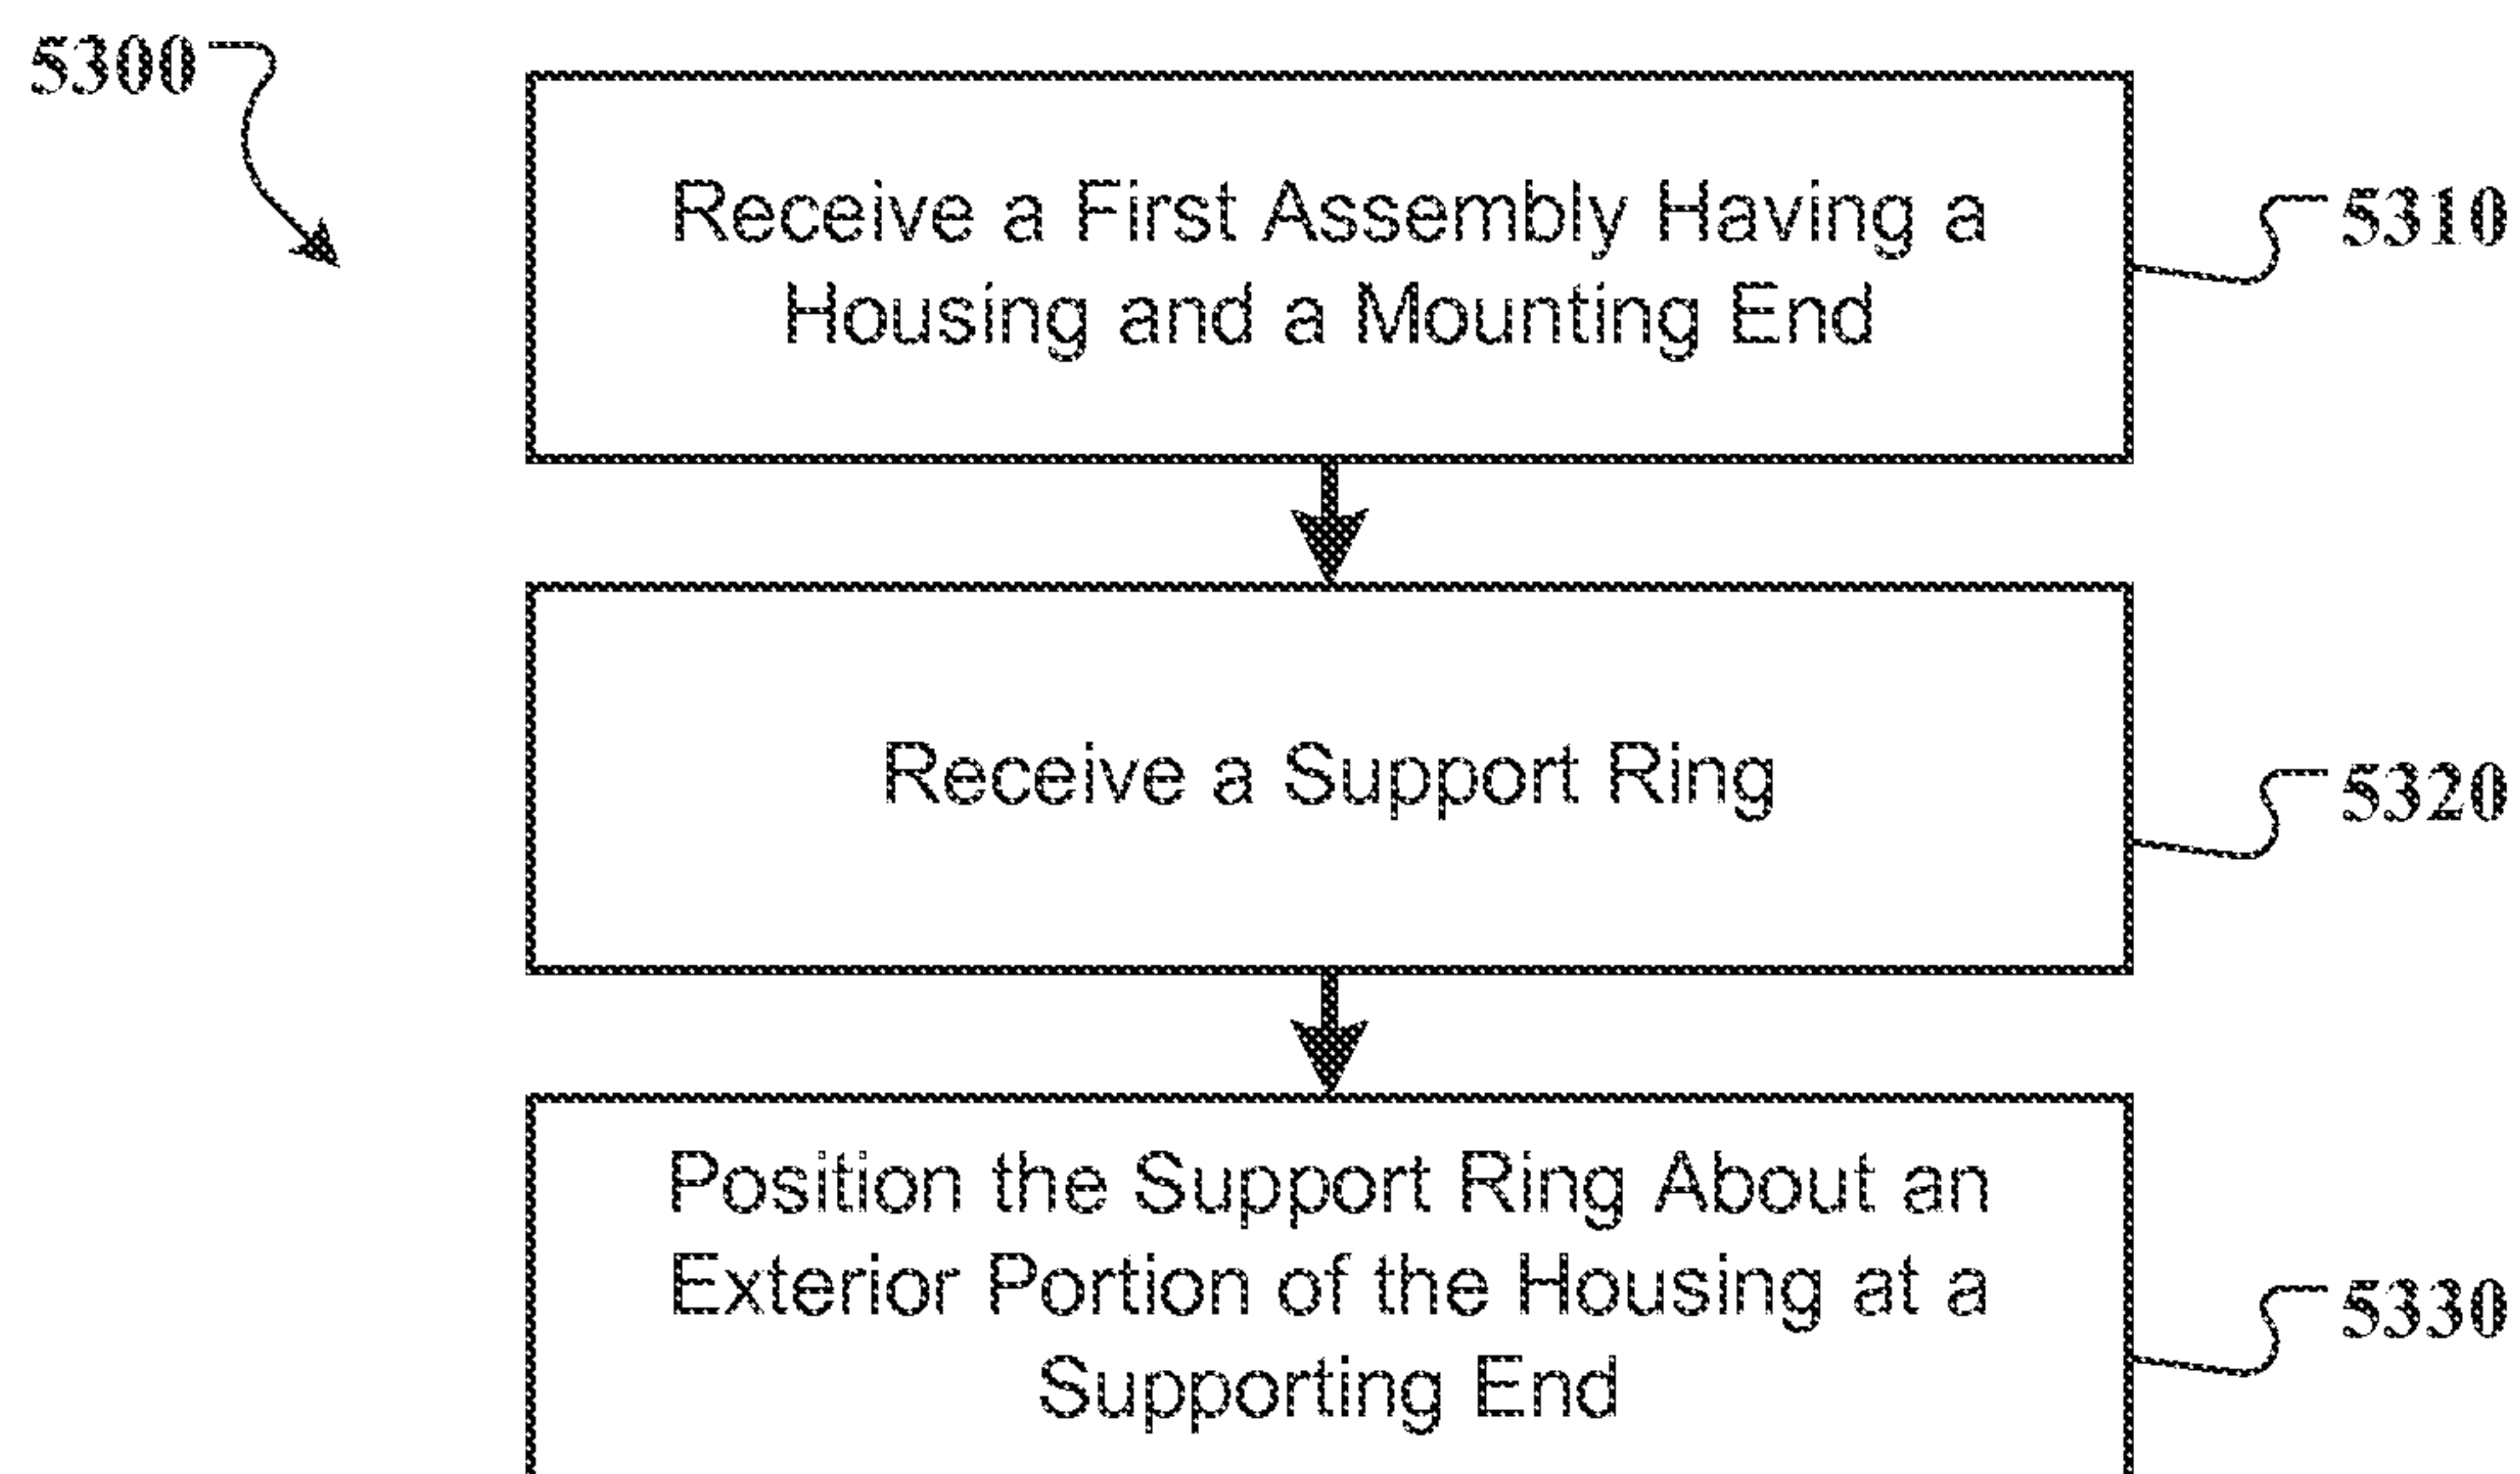 5300
Receive a First Assembly Having a
Housing and a Mounting End
5310
Receive a Support Ring
5320
Position the Support Ring About an
Exterior Portion of the Housing at a
Supporting End
5330